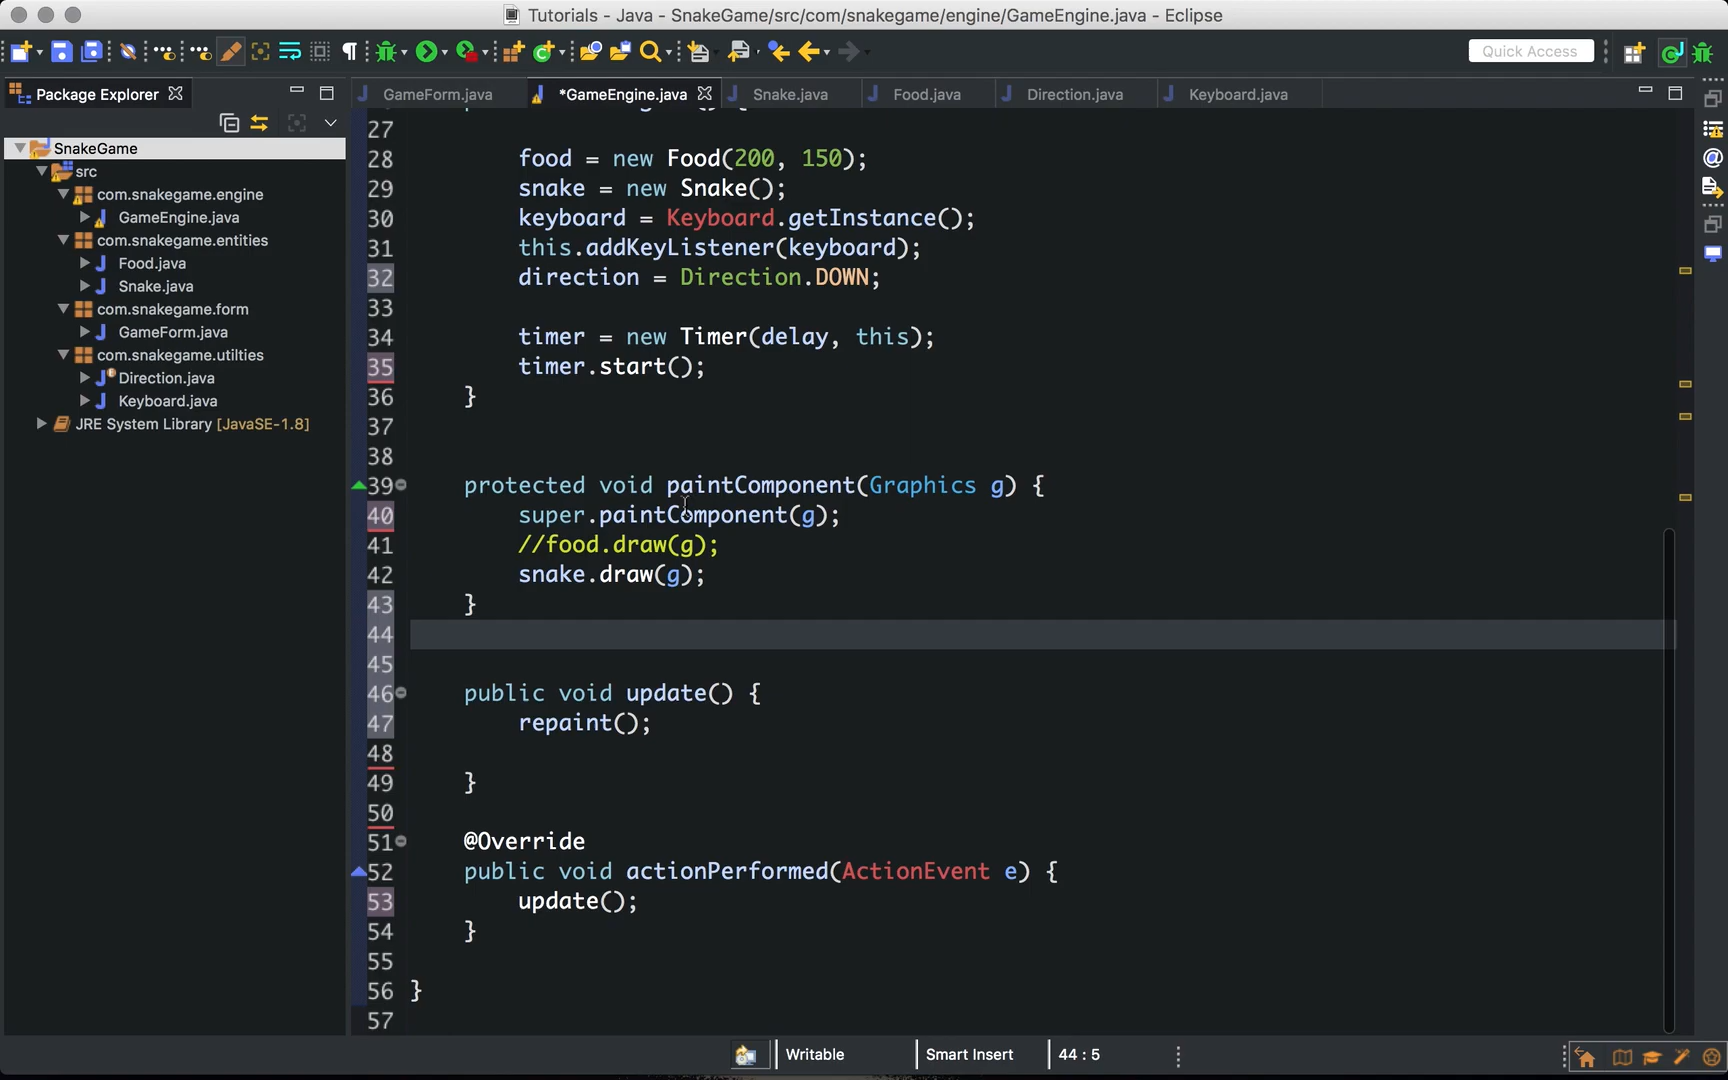 Tutorials - Java - SnakeGame/src/com/snakegame/engine/GameEngine.java - Eclipse
Quick Access
Package Explorer
GameForm.java
*GameEngine.java
Snake.java
Food.java
Direction.java
Keyboard.java
SnakeGame
src
com.snakegame.engine
GameEngine.java
com.snakegame.entities
Food.java
Snake.java
com.snakegame.form
GameForm.java
com.snakegame.utilties
Direction.java
Keyboard.java
JRE System Library [JavaSE-1.8]
27
28 food = new Food(200, 150);
29 snake = new Snake();
30 keyboard = Keyboard.getInstance();
31 this.addKeyListener(keyboard);
32 direction = Direction.DOWN;
33
34 timer = new Timer(delay, this);
35 timer.start();
36 }
37
38
39 protected void paintComponent(Graphics g) {
40 super.paintComponent(g);
41 //food.draw(g);
42 snake.draw(g);
43 }
44
45
46 public void update() {
47 repaint();
48
49 }
50
51 @Override
52 public void actionPerformed(ActionEvent e) {
53 update();
54 }
55
56 }
57
Writable
Smart Insert
44 : 5